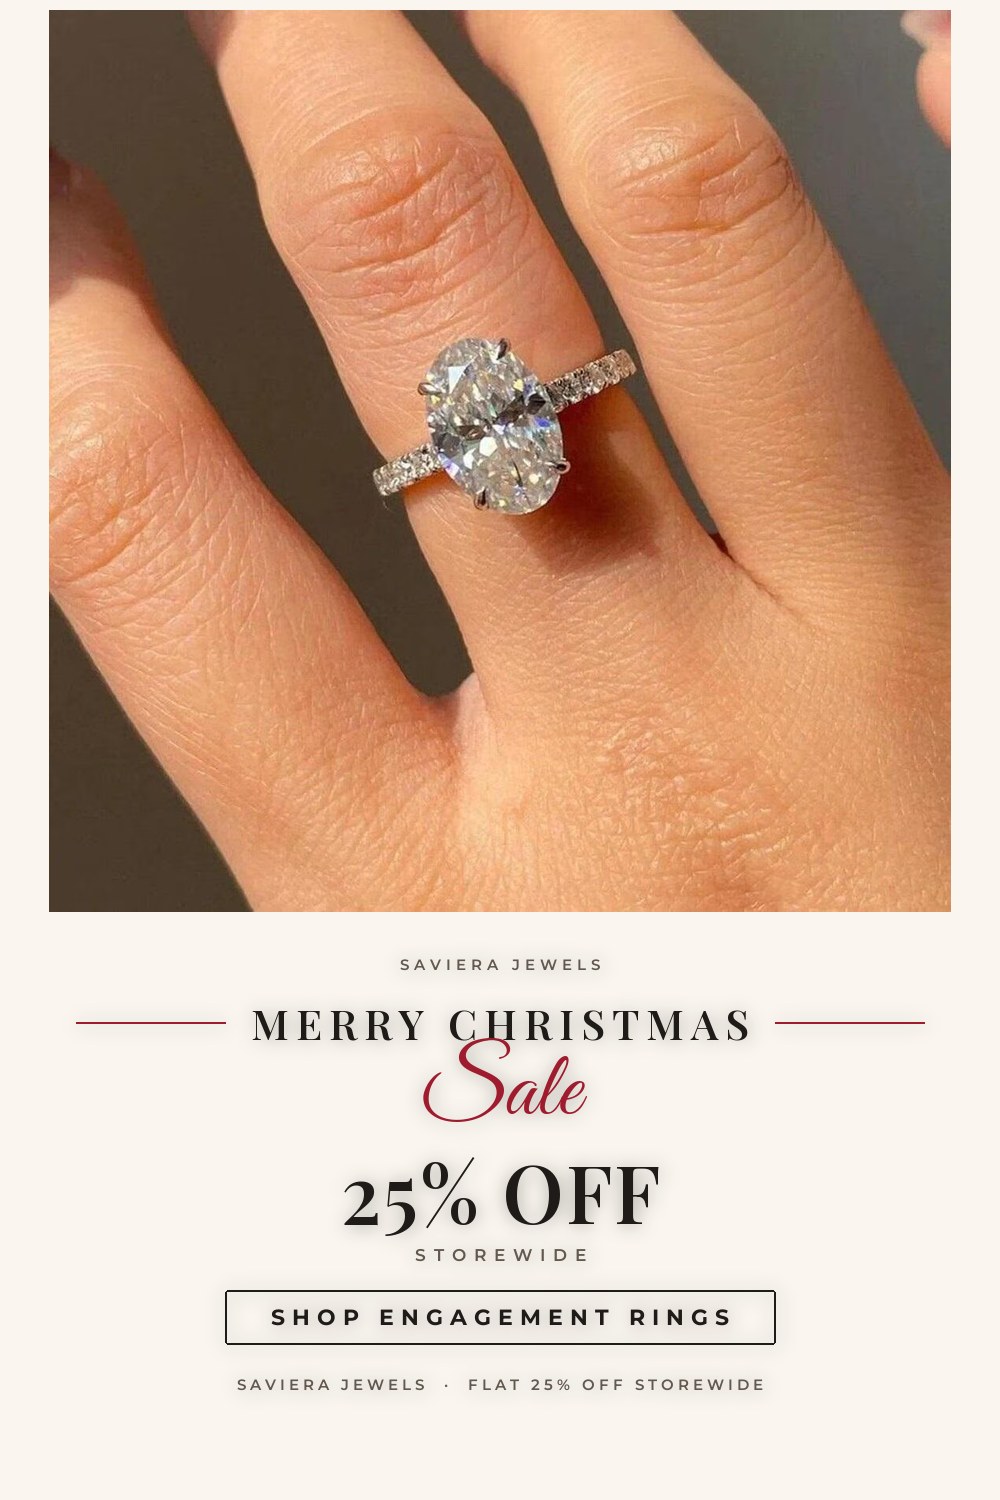 SAVIERA JEWELS
MERRY CHRISTMAS
Sale
25% OFF
STOREWIDE
SHOP ENGAGEMENT RINGS
SAVIERA JEWELS · FLAT 25% OFF STOREWIDE